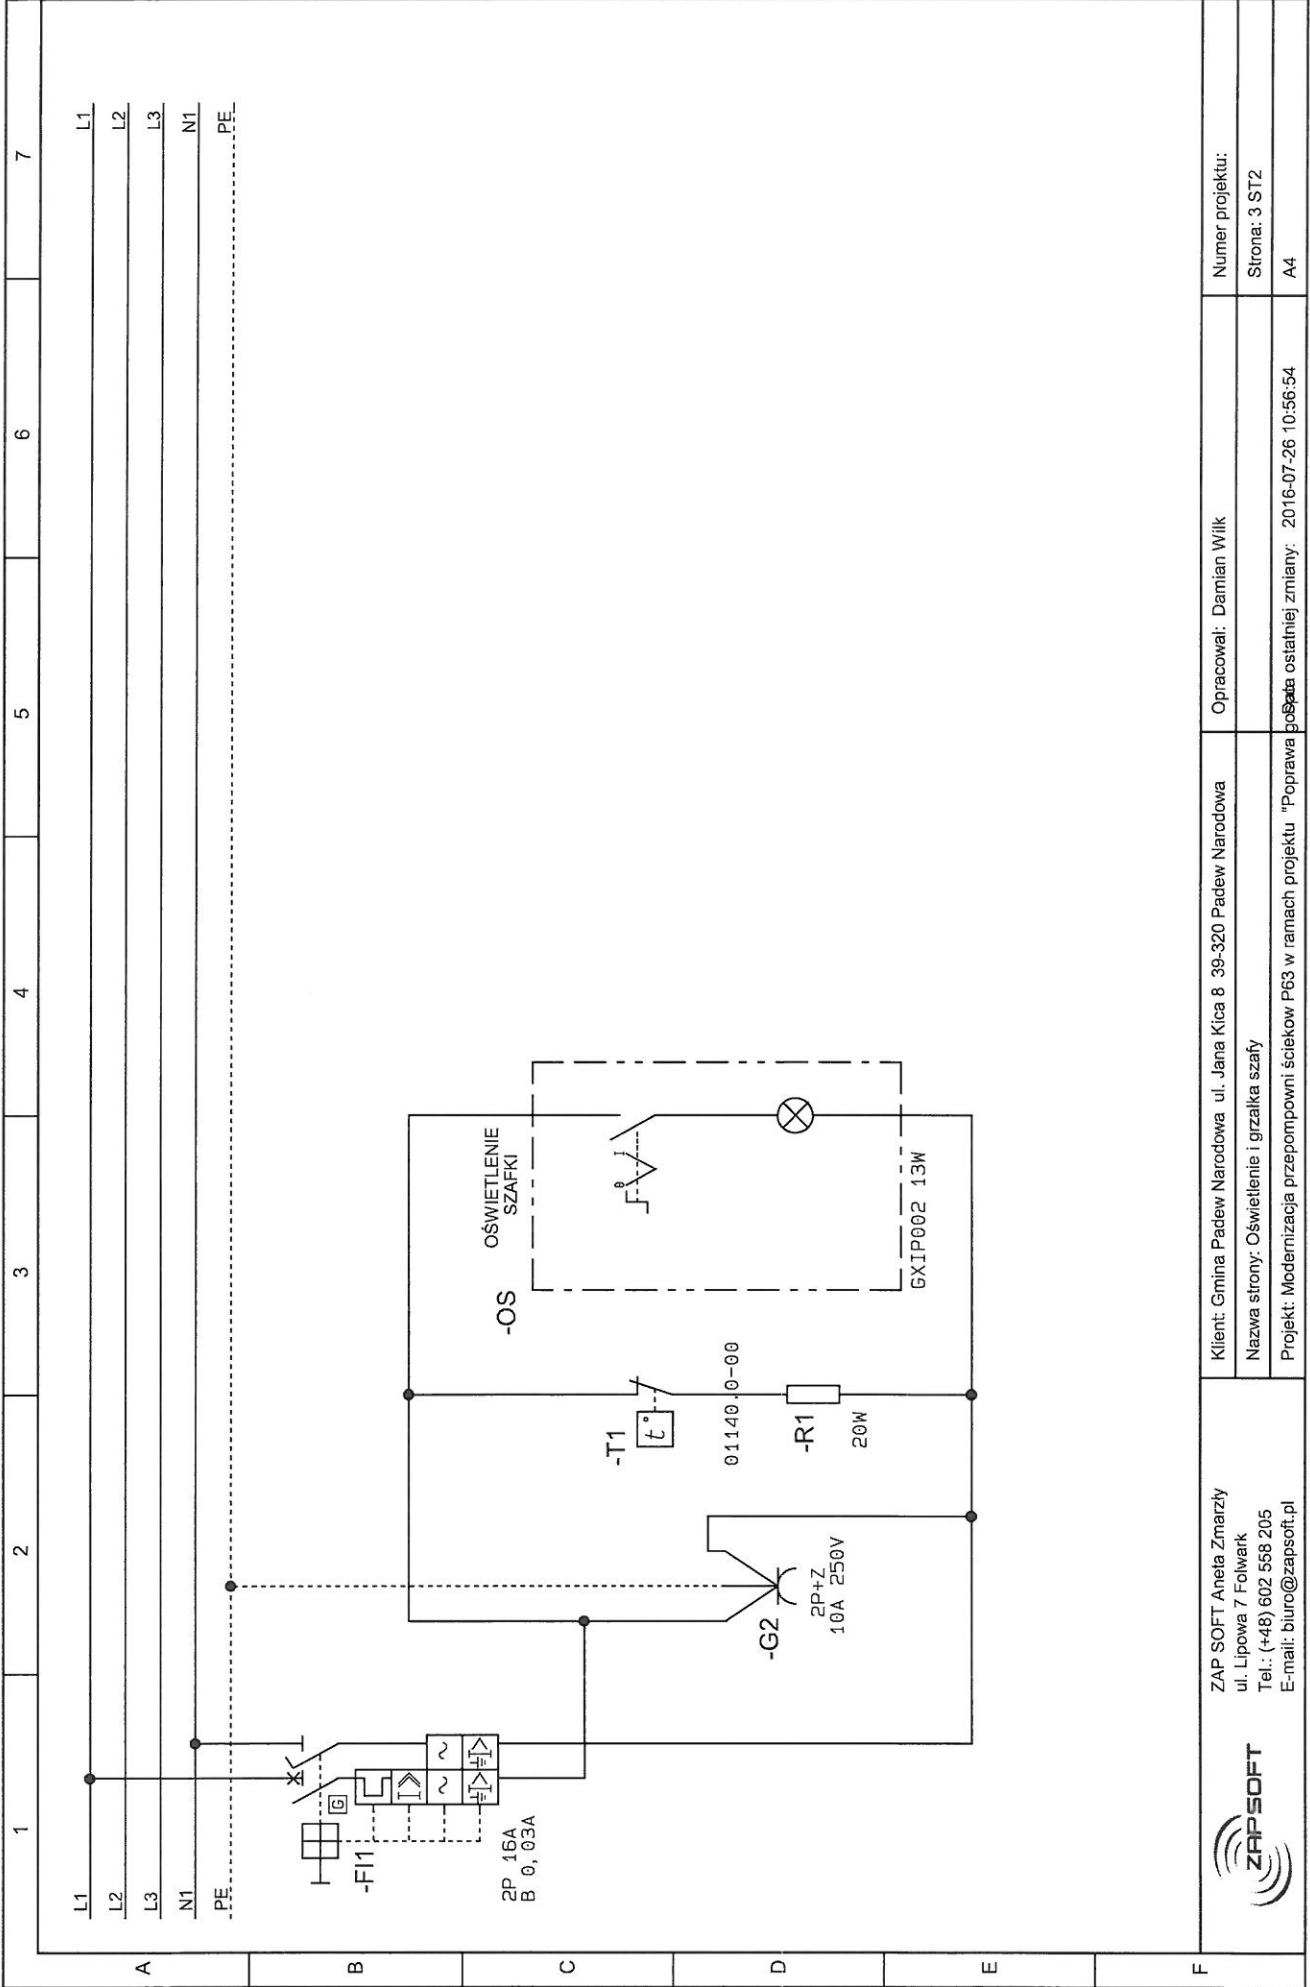 1 2 3 4 5 6 7
A
B
C
D
E
F
L1 L1
L2 L2
L3 L3
N1 N1
PE PE
-FI1
G
2P 16A
B 0,03A
-G2
2P+Z
10A 250V
-T1
t°
01140.0-00
-R1
20W
-OS
OŚWIETLENIE
SZAFKI
0 I
GXIP002 13W
ZAPSOFT
ZAP SOFT Aneta Zmarzły
ul. Lipowa 7 Folwark
Tel.: (+48) 602 558 205
E-mail: biuro@zapsoft.pl
Klient: Gmina Padew Narodowa ul. Jana Kica 8 39-320 Padew Narodowa
Nazwa strony: Oświetlenie i grzałka szafy
Projekt: Modernizacja przepompowni ściekow P63 w ramach projektu "Poprawa
Opracował: Damian Wilk
ostatniej zmiany: 2016-07-26 10:56:54
Numer projektu:
Strona: 3 ST2
A4